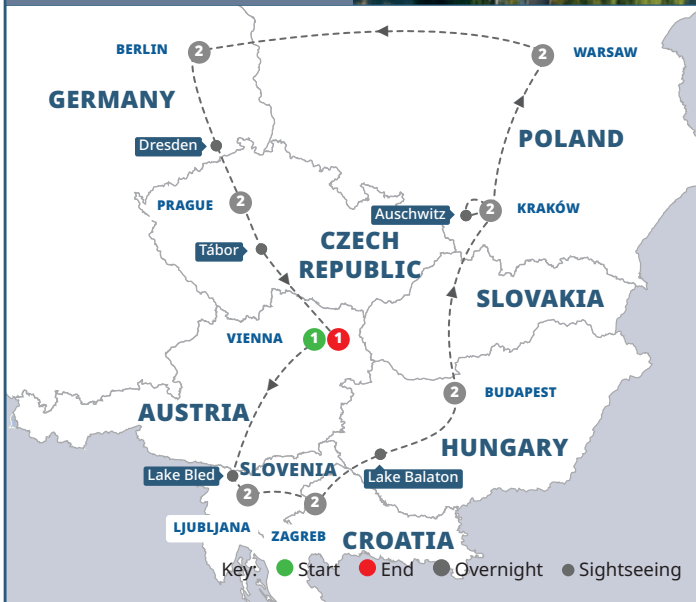 BERLIN
2
2
WARSAW
GERMANY
POLAND
Dresden
PRAGUE
2
Auschwitz
2
KRAKÓW
Tábor
CZECH
REPUBLIC
SLOVAKIA
VIENNA
1
1
2
BUDAPEST
AUSTRIA
HUNGARY
Lake Bled
SLOVENIA
Lake Balaton
2
2
LJUBLJANA
ZAGREB
CROATIA
Key: Start End Overnight Sightseeing